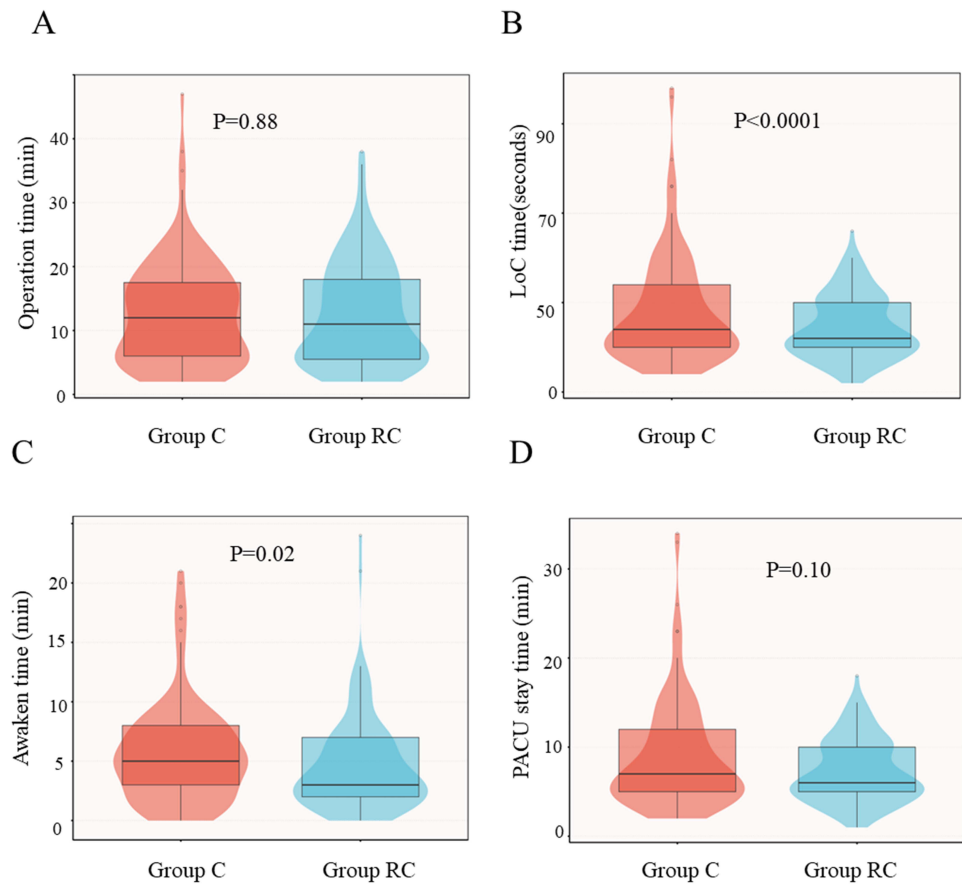 A
Operation time (min)
40
30
20
10
0
P=0.88
Group C
Group RC
B
LoC time(seconds)
90
70
50
0
P<0.0001
Group C
Group RC
C
Awaken time (min)
20
15
10
5
0
P=0.02
Group C
Group RC
D
PACU stay time (min)
30
20
10
0
P=0.10
Group C
Group RC